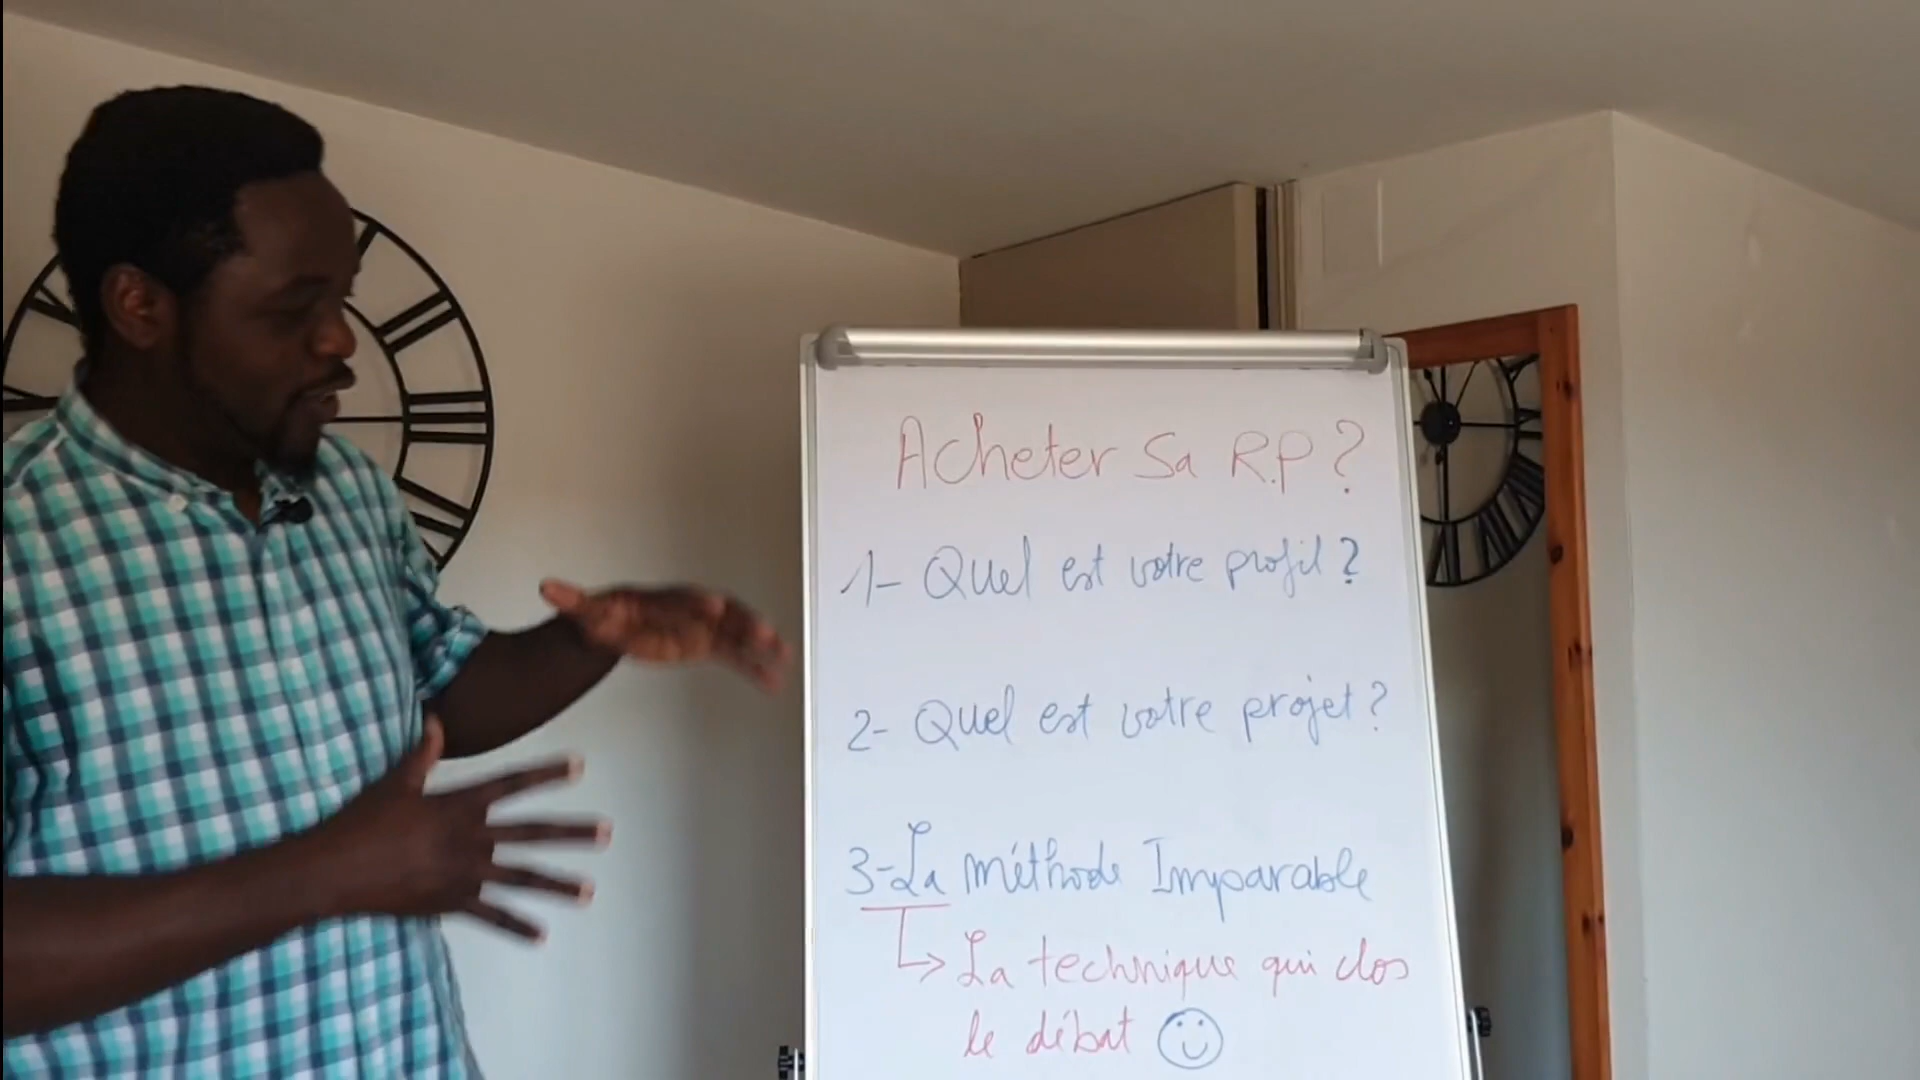 Acheter Sa R.P ?
1- Quel est votre profil ?
2- Quel est votre projet ?
3- La méthode Imparable
La technique qui clos
le débat